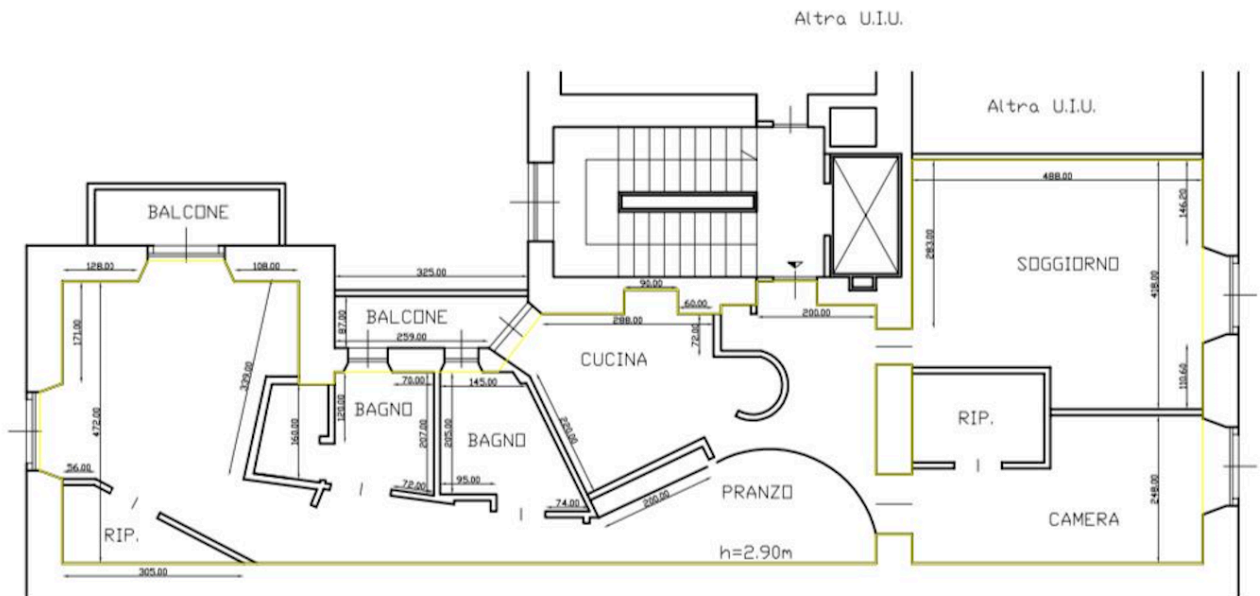 Altra U.I.U.
Altra U.I.U.
488.00
146.20
283.00
418.00
SOGGIORNO
110.60
BALCONE
128.00
108.00
171.00
339.00
472.00
56.00
RIP.
305.00
325.00
87.00
BALCONE
259.00
70.00
145.00
120.00
BAGNO
207.00
205.00
BAGNO
160.00
72.00
95.00
74.00
90.00
60.00
288.00
72.00
200.00
CUCINA
220.00
200.00
PRANZO
h=2.90m
RIP.
CAMERA
248.00